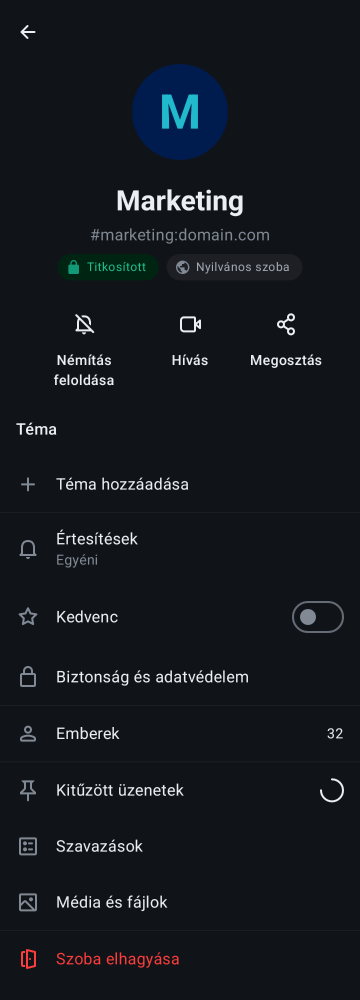 M
Marketing
#marketing:domain.com
Titkosított Nyilvános szoba
Némítás feloldása
Hívás
Megosztás
Téma
Téma hozzáadása
Értesítések
Egyéni
Kedvenc
Biztonság és adatvédelem
Emberek 32
Kitűzött üzenetek
Szavazások
Média és fájlok
Szoba elhagyása